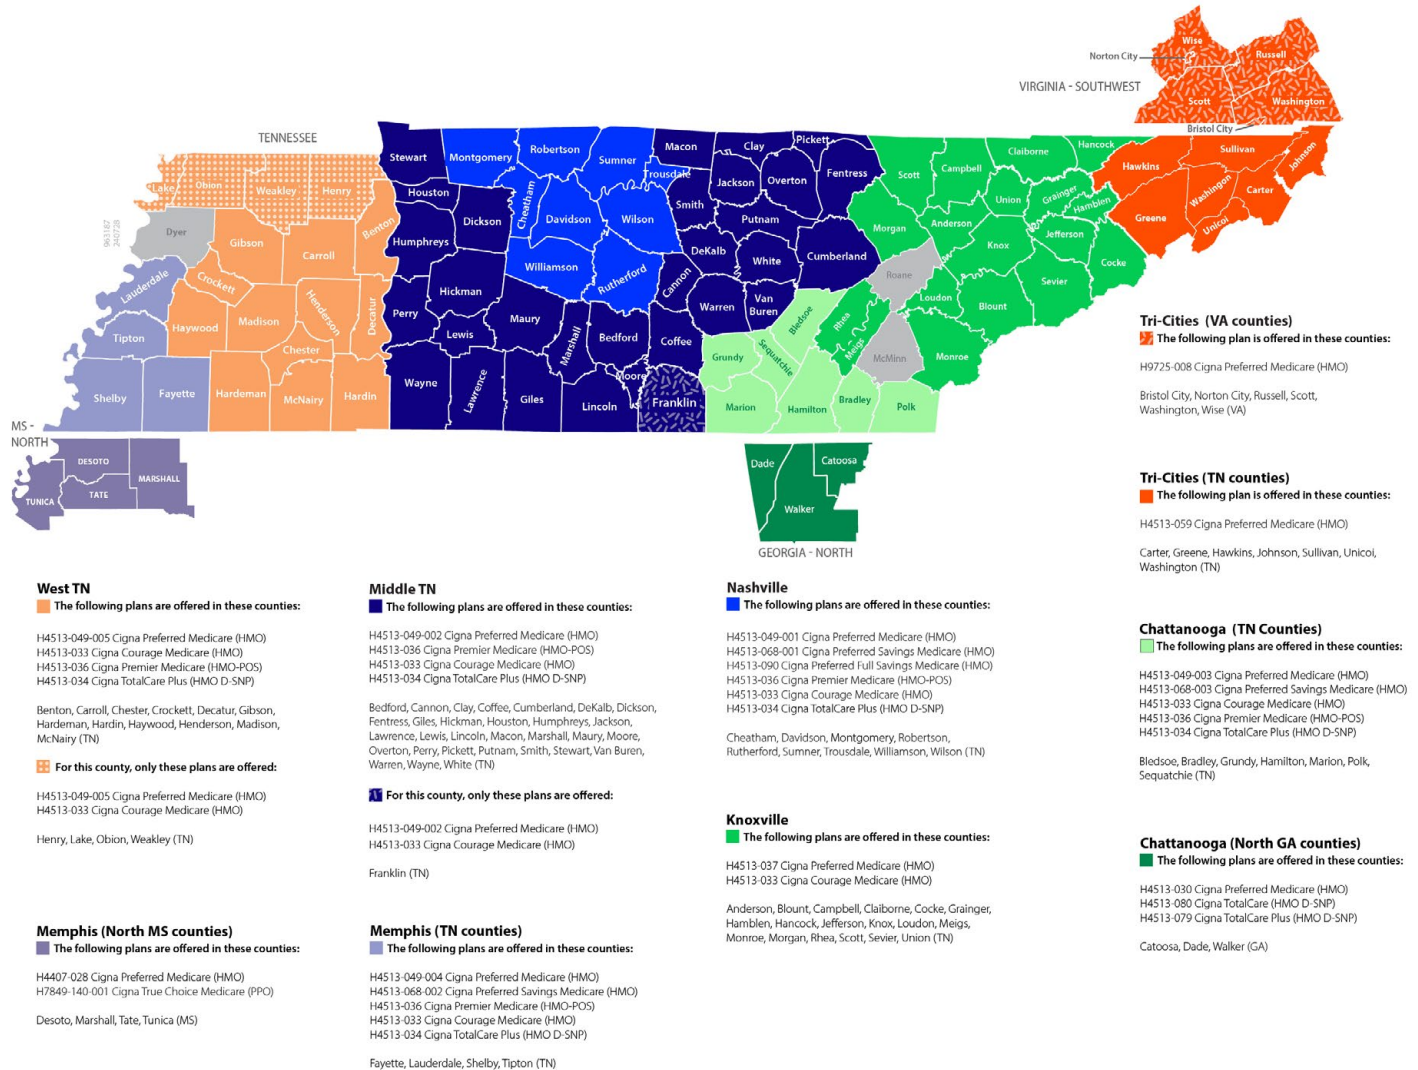 Wise
Norton City
Russell
VIRGINIA - SOUTHWEST
Scott
Washington
Bristol City
TENNESSEE
Lake
Obion
Weakley
Henry
Stewart
Montgomery
Robertson
Sumner
Macon
Trousdale
Clay
Pickett
Fentress
Overton
Jackson
Scott
Campbell
Claiborne
Hancock
Hawkins
Sullivan
Johnson
Houston
Dickson
Cheatham
Davidson
Wilson
Smith
Putnam
Morgan
Anderson
Union
Grainger
Hamblen
Greene
Washington
Carter
Unicoi
963187
240728
Dyer
Gibson
Carroll
Benton
Humphreys
Williamson
Rutherford
DeKalb
White
Cumberland
Roane
Knox
Jefferson
Sevier
Cocke
Lauderdale
Crockett
Haywood
Madison
Henderson
Decatur
Perry
Hickman
Lewis
Maury
Marshall
Bedford
Cannon
Coffee
Warren
Van
Buren
Bledsoe
Rhea
Meigs
Loudon
Blount
Tipton
Chester
McMinn
Monroe
Shelby
Fayette
Hardeman
McNairy
Hardin
Wayne
Lawrence
Giles
Lincoln
Moore
Franklin
Grundy
Sequatchie
Marion
Hamilton
Bradley
Polk
MS -
NORTH
DESOTO
MARSHALL
TATE
TUNICA
Dade
Catoosa
Walker
GEORGIA - NORTH
Tri-Cities (VA counties)
The following plan is offered in these counties:
H9725-008 Cigna Preferred Medicare (HMO)
Bristol City, Norton City, Russell, Scott,
Washington, Wise (VA)
Tri-Cities (TN counties)
The following plan is offered in these counties:
H4513-059 Cigna Preferred Medicare (HMO)
Carter, Greene, Hawkins, Johnson, Sullivan, Unicoi,
Washington (TN)
West TN
The following plans are offered in these counties:
H4513-049-005 Cigna Preferred Medicare (HMO)
H4513-033 Cigna Courage Medicare (HMO)
H4513-036 Cigna Premier Medicare (HMO-POS)
H4513-034 Cigna TotalCare Plus (HMO D-SNP)
Benton, Carroll, Chester, Crockett, Decatur, Gibson,
Hardeman, Hardin, Haywood, Henderson, Madison,
McNairy (TN)
For this county, only these plans are offered:
H4513-049-005 Cigna Preferred Medicare (HMO)
H4513-033 Cigna Courage Medicare (HMO)
Henry, Lake, Obion, Weakley (TN)
Middle TN
The following plans are offered in these counties:
H4513-049-002 Cigna Preferred Medicare (HMO)
H4513-036 Cigna Premier Medicare (HMO-POS)
H4513-033 Cigna Courage Medicare (HMO)
H4513-034 Cigna TotalCare Plus (HMO D-SNP)
Bedford, Cannon, Clay, Coffee, Cumberland, DeKalb, Dickson,
Fentress, Giles, Hickman, Houston, Humphreys, Jackson,
Lawrence, Lewis, Lincoln, Macon, Marshall, Maury, Moore,
Overton, Perry, Pickett, Putnam, Smith, Stewart, Van Buren,
Warren, Wayne, White (TN)
For this county, only these plans are offered:
H4513-049-002 Cigna Preferred Medicare (HMO)
H4513-033 Cigna Courage Medicare (HMO)
Franklin (TN)
Nashville
The following plans are offered in these counties:
H4513-049-001 Cigna Preferred Medicare (HMO)
H4513-068-001 Cigna Preferred Savings Medicare (HMO)
H4513-090 Cigna Preferred Full Savings Medicare (HMO)
H4513-036 Cigna Premier Medicare (HMO-POS)
H4513-033 Cigna Courage Medicare (HMO)
H4513-034 Cigna TotalCare Plus (HMO D-SNP)
Cheatham, Davidson, Montgomery, Robertson,
Rutherford, Sumner, Trousdale, Williamson, Wilson (TN)
Knoxville
The following plans are offered in these counties:
H4513-037 Cigna Preferred Medicare (HMO)
H4513-033 Cigna Courage Medicare (HMO)
Anderson, Blount, Campbell, Claiborne, Cocke, Grainger,
Hamblen, Hancock, Jefferson, Knox, Loudon, Meigs,
Monroe, Morgan, Rhea, Scott, Sevier, Union (TN)
Chattanooga (TN Counties)
The following plans are offered in these counties:
H4513-049-003 Cigna Preferred Medicare (HMO)
H4513-068-003 Cigna Preferred Savings Medicare (HMO)
H4513-033 Cigna Courage Medicare (HMO)
H4513-036 Cigna Premier Medicare (HMO-POS)
H4513-034 Cigna TotalCare Plus (HMO D-SNP)
Bledsoe, Bradley, Grundy, Hamilton, Marion, Polk,
Sequatchie (TN)
Chattanooga (North GA counties)
The following plans are offered in these counties:
H4513-030 Cigna Preferred Medicare (HMO)
H4513-080 Cigna TotalCare (HMO D-SNP)
H4513-079 Cigna TotalCare Plus (HMO D-SNP)
Catoosa, Dade, Walker (GA)
Memphis (North MS counties)
The following plans are offered in these counties:
H4407-028 Cigna Preferred Medicare (HMO)
H7849-140-001 Cigna True Choice Medicare (PPO)
Desoto, Marshall, Tate, Tunica (MS)
Memphis (TN counties)
The following plans are offered in these counties:
H4513-049-004 Cigna Preferred Medicare (HMO)
H4513-068-002 Cigna Preferred Savings Medicare (HMO)
H4513-036 Cigna Premier Medicare (HMO-POS)
H4513-033 Cigna Courage Medicare (HMO)
H4513-034 Cigna TotalCare Plus (HMO D-SNP)
Fayette, Lauderdale, Shelby, Tipton (TN)